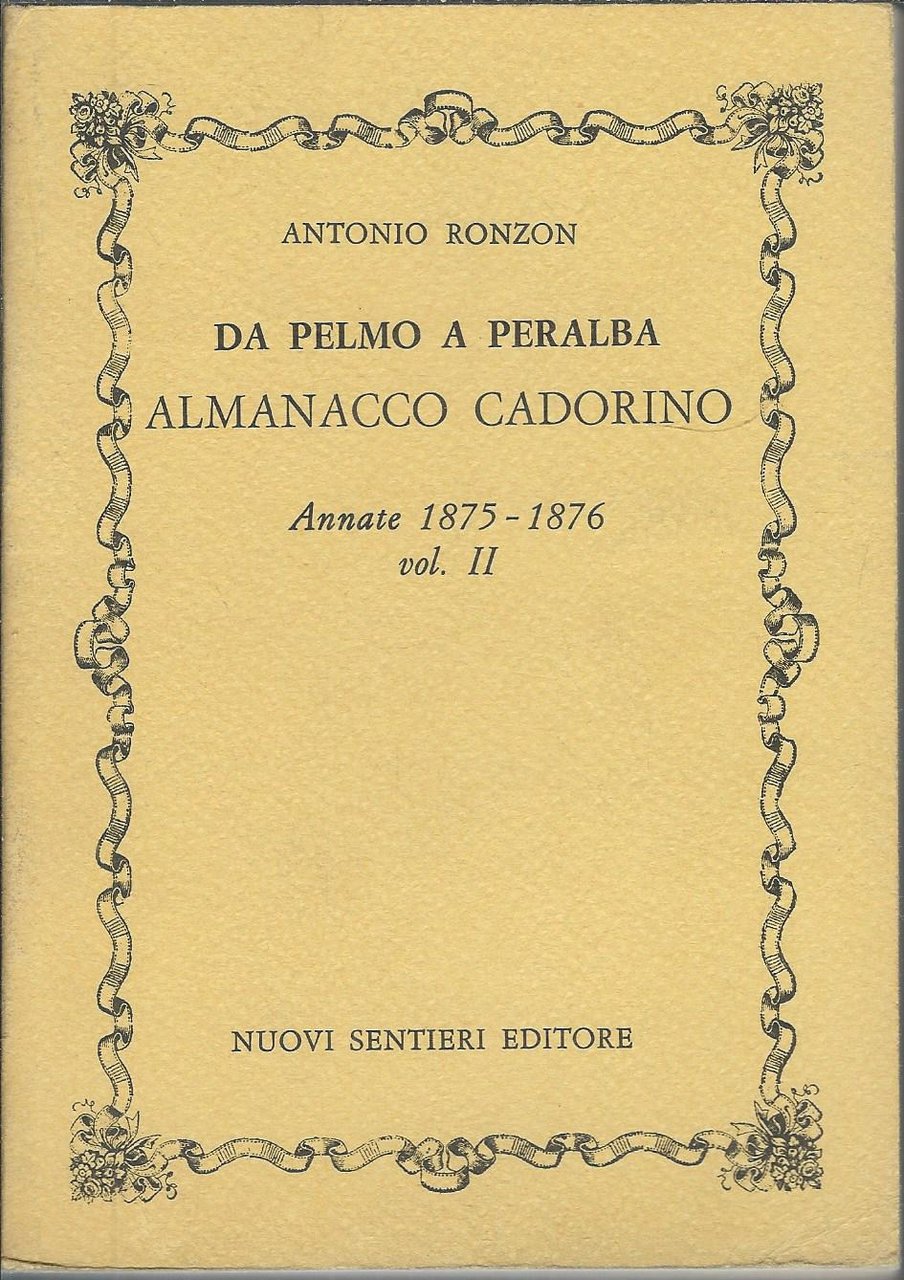 ANTONIO RONZON
DA PELMO A PERALBA
ALMANACCO CADORINO
Annate 1875-1876
vol. II
NUOVI SENTIERI EDITORE